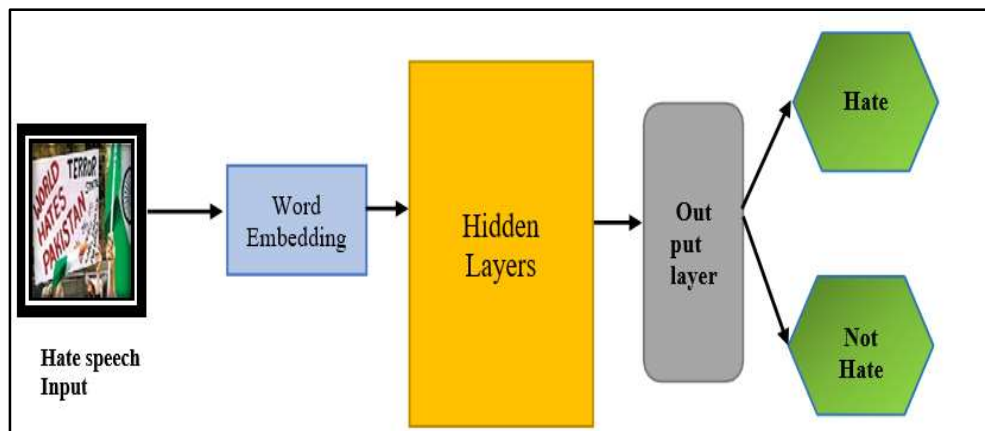 WORLD
HATES
PAKISTAN
TERROR
Hate speech
Input
Word
Embedding
Hidden
Layers
Out
put
layer
Hate
Not
Hate